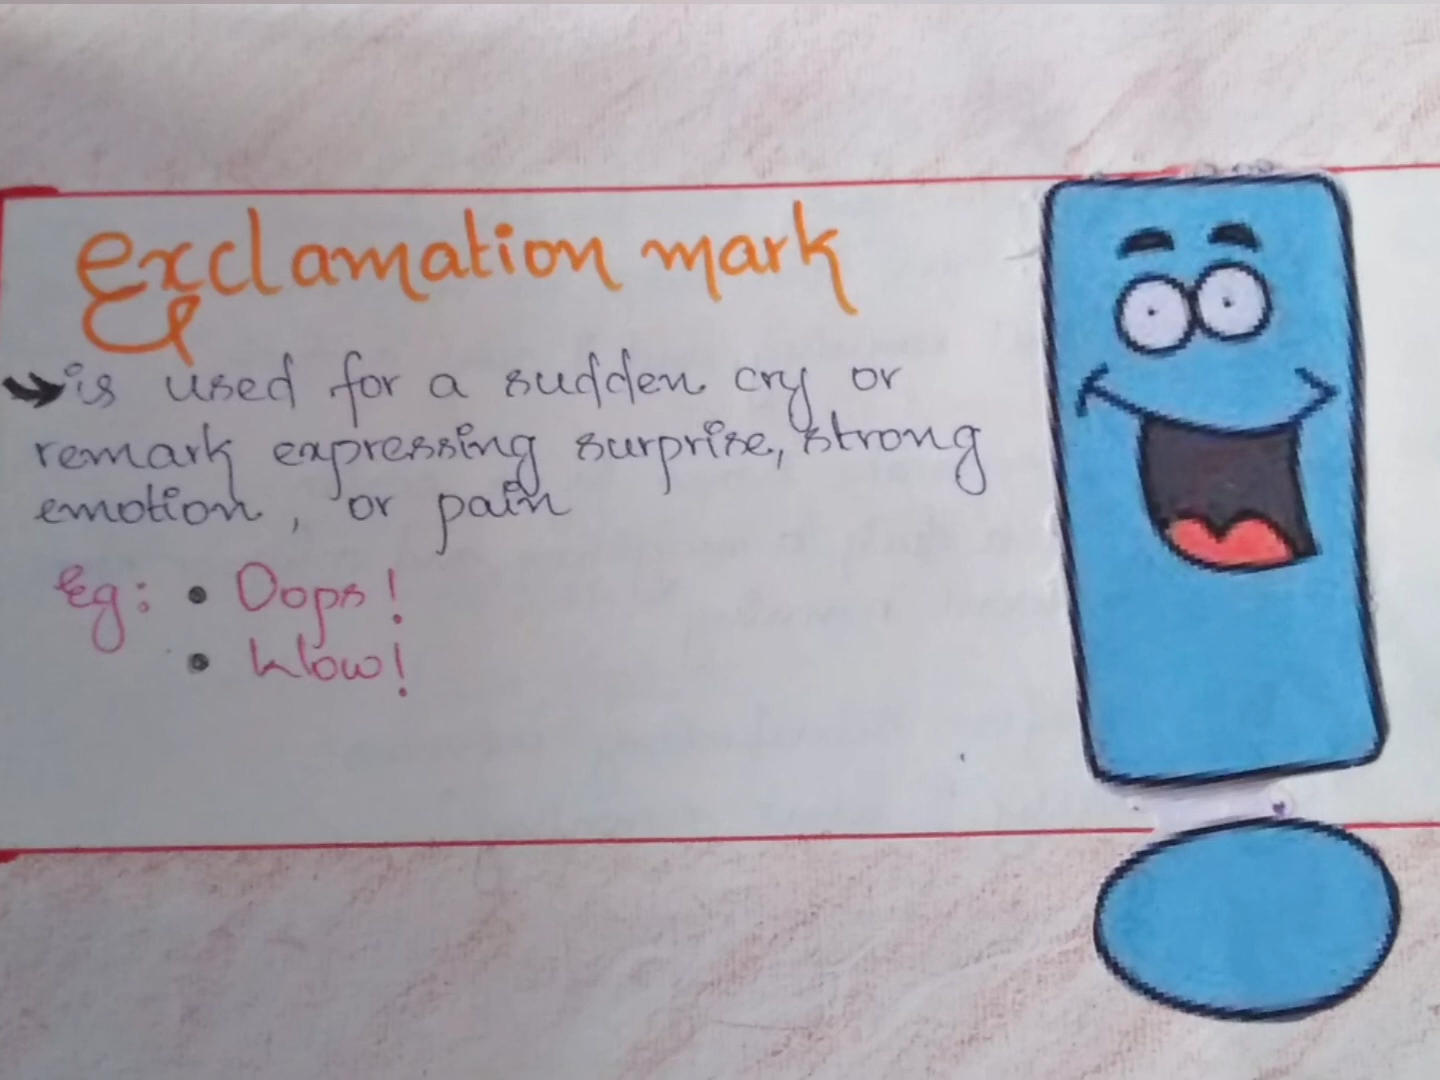 Exclamation mark
is used for a sudden cry or
remark expressing surprise, strong
emotion, or pain
Eg: • Oops!
• Wow!